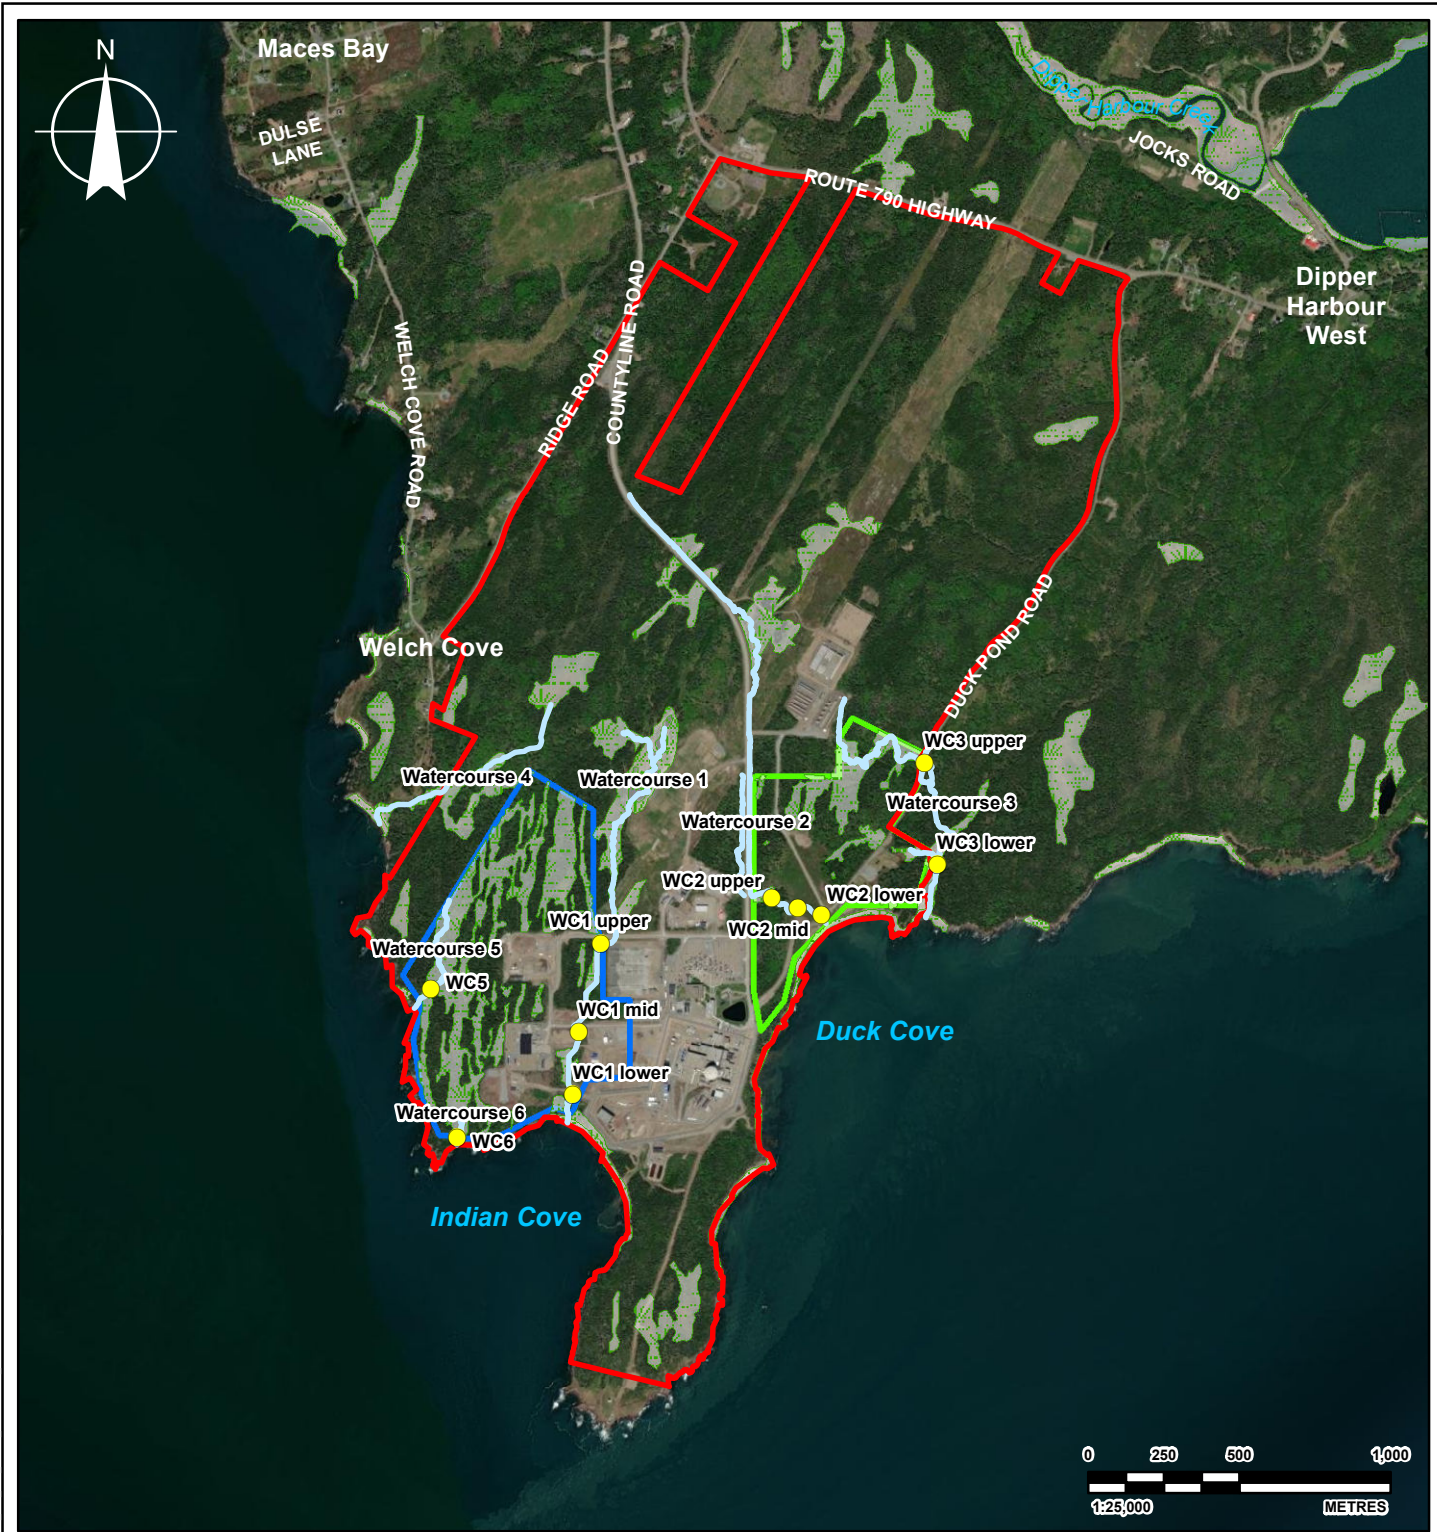 N
Maces Bay
DULSE
LANE
Dipper Harbour Creek
JOCKS ROAD
ROUTE 790 HIGHWAY
Dipper
Harbour
West
WELCH COVE ROAD
RIDGE ROAD
COUNTYLINE ROAD
DUCK POND ROAD
Welch Cove
WC3 upper
Watercourse 4
Watercourse 1
Watercourse 3
Watercourse 2
WC3 lower
WC2 upper
WC2 lower
WC1 upper
WC2 mid
Watercourse 5
WC5
WC1 mid
Duck Cove
WC1 lower
Watercourse 6
WC6
Indian Cove
0 250 500 1,000
1:25,000 METRES